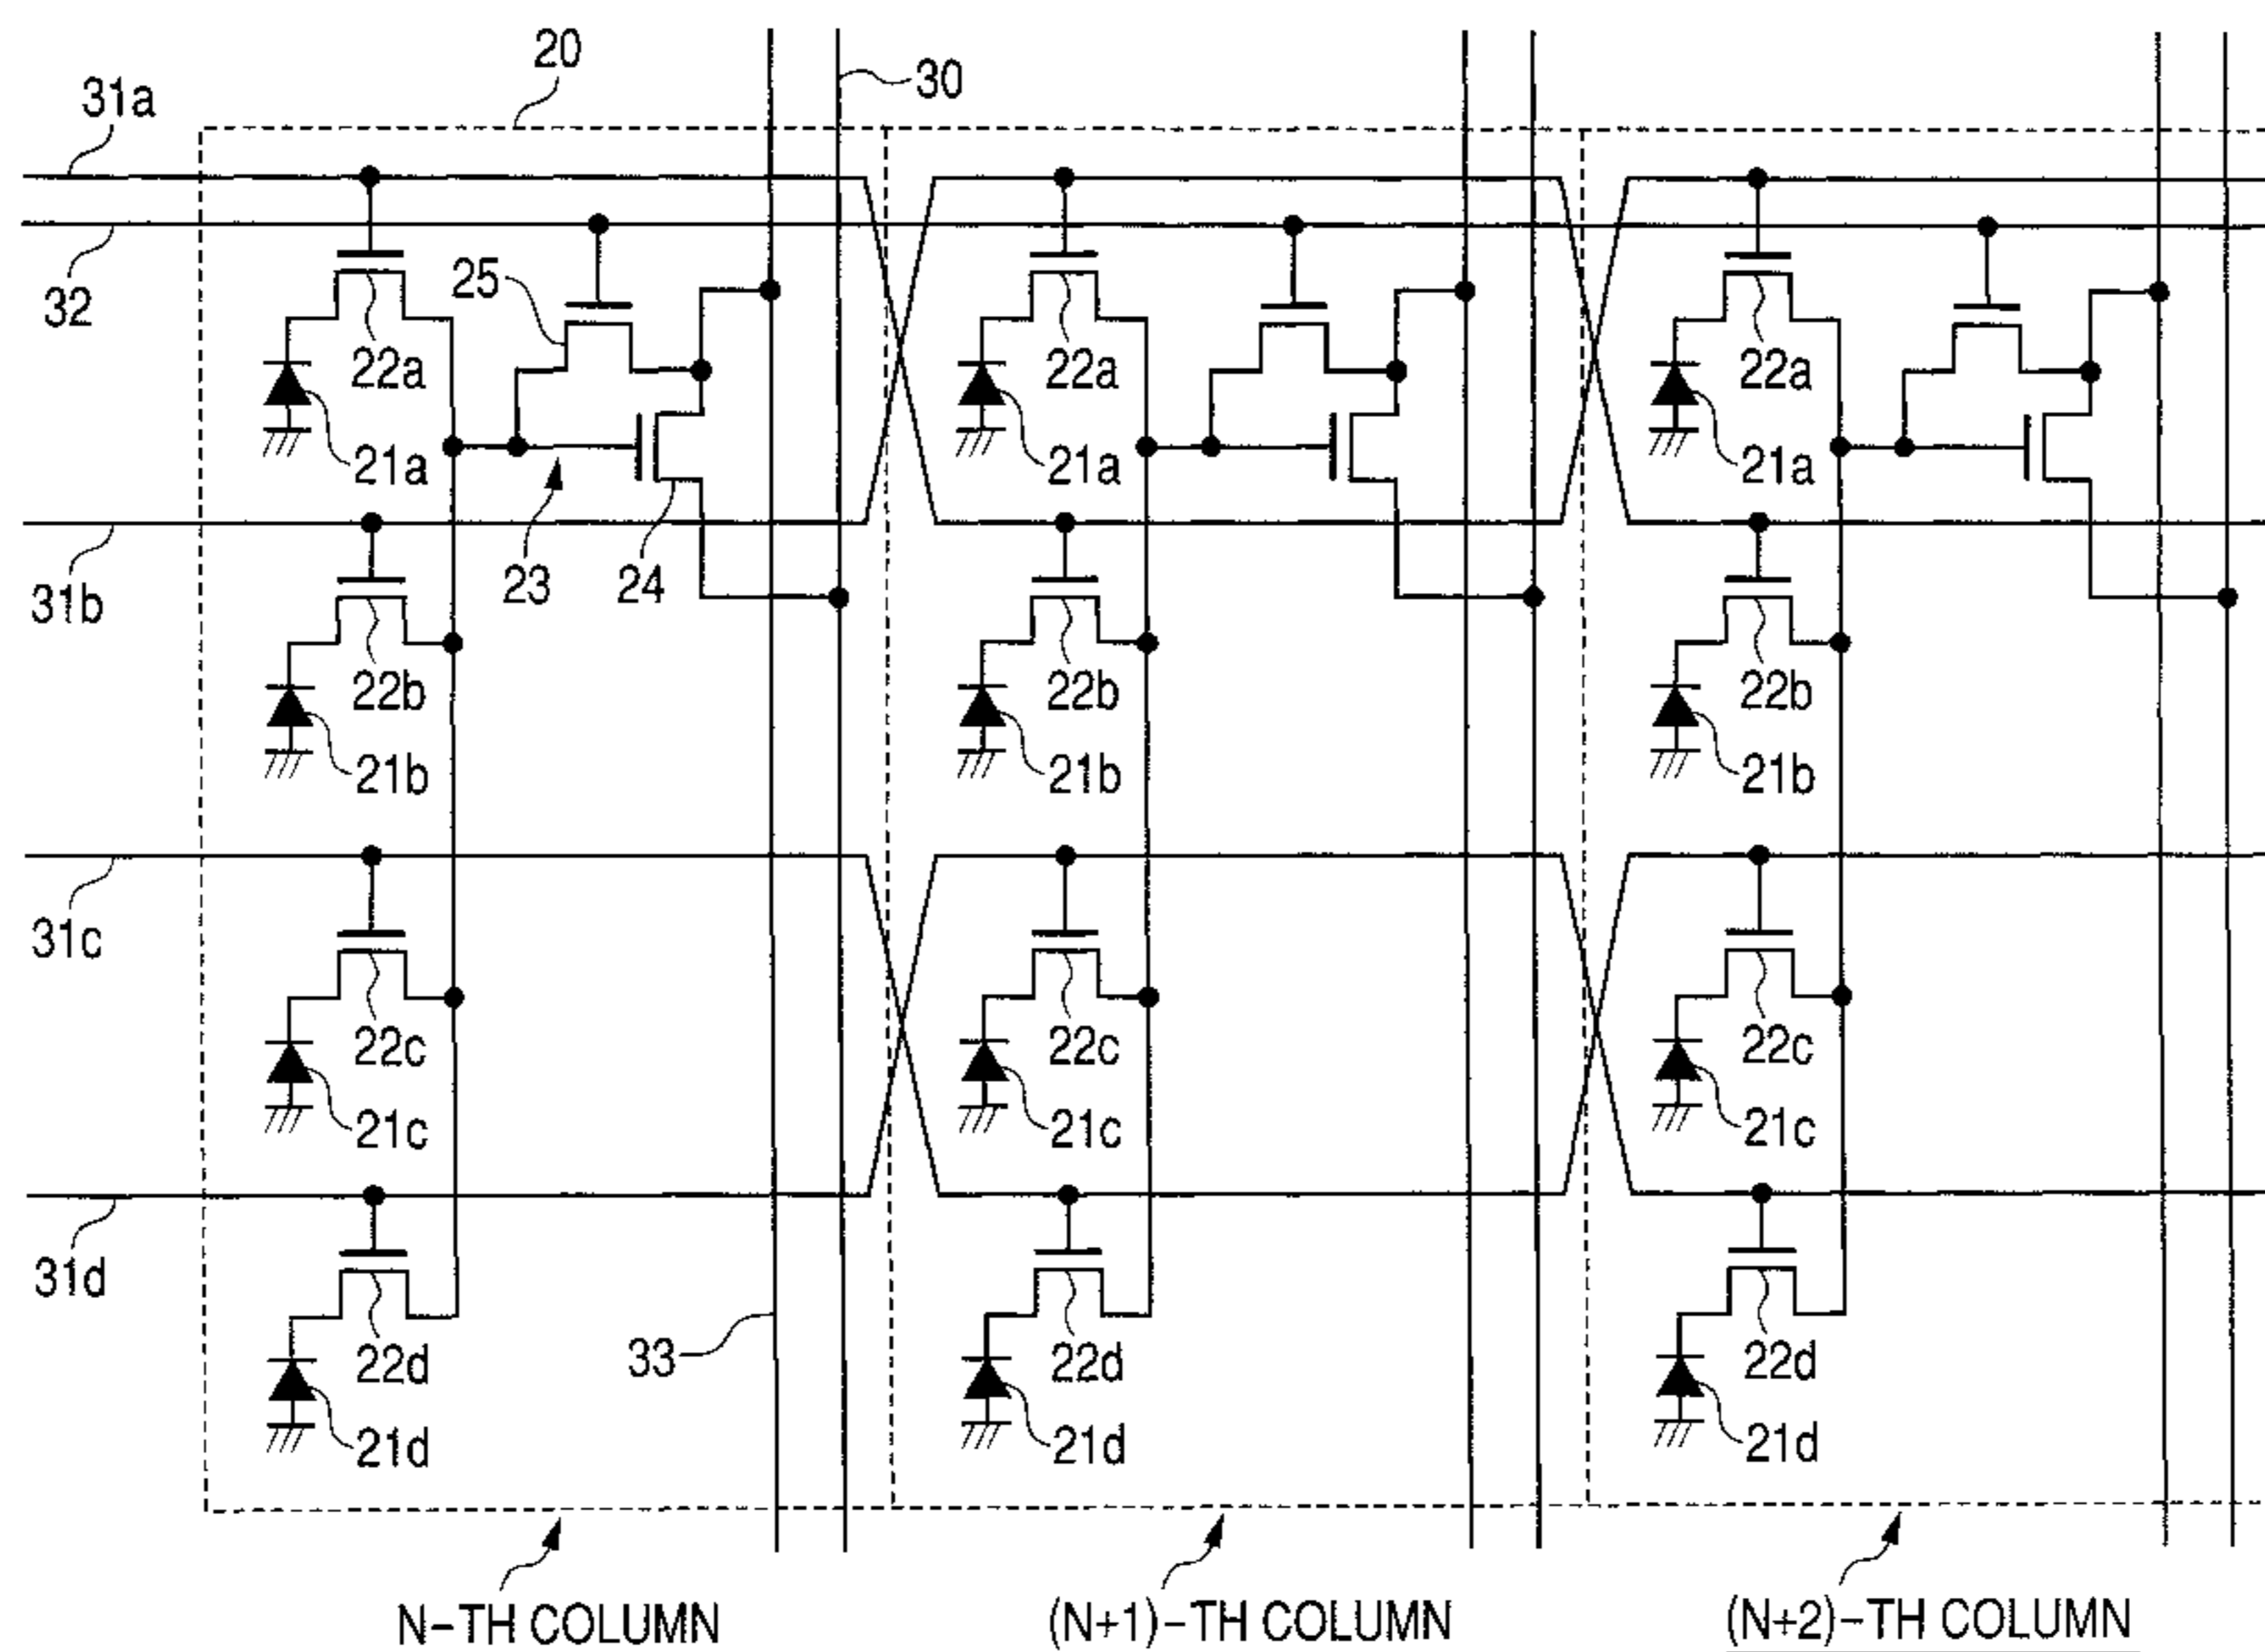 20
30
31a
32
25
22a
22a
22a
21a
21a
21a
31b
23
24
22b
22b
22b
21b
21b
21b
31c
22c
22c
22c
21c
21c
21c
31d
33
22d
22d
22d
21d
21d
21d
N-TH COLUMN
(N+1)-TH COLUMN
(N+2)-TH COLUMN